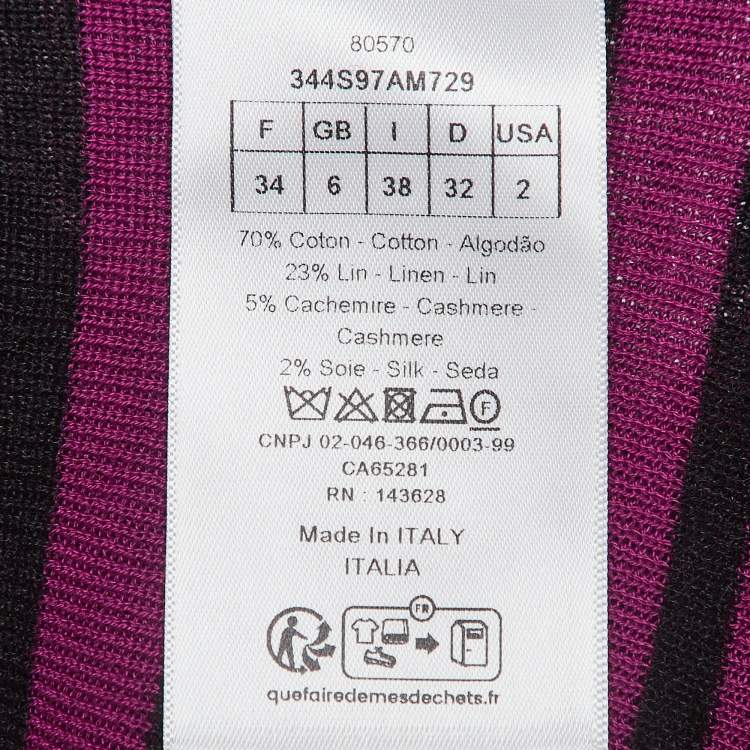 80570
344S97AM729
F GB I D USA
34 6 38 32 2
70% Coton - Cotton - Algodão
23% Lin - Linen - Lin
5% Cachemire - Cashmere -
Cashmere
2% Soie - Silk - Seda
F
CNPJ 02-046-366/0003-99
CA65281
RN : 143628
Made In ITALY
ITALIA
FR
quefairedemesdechets.fr